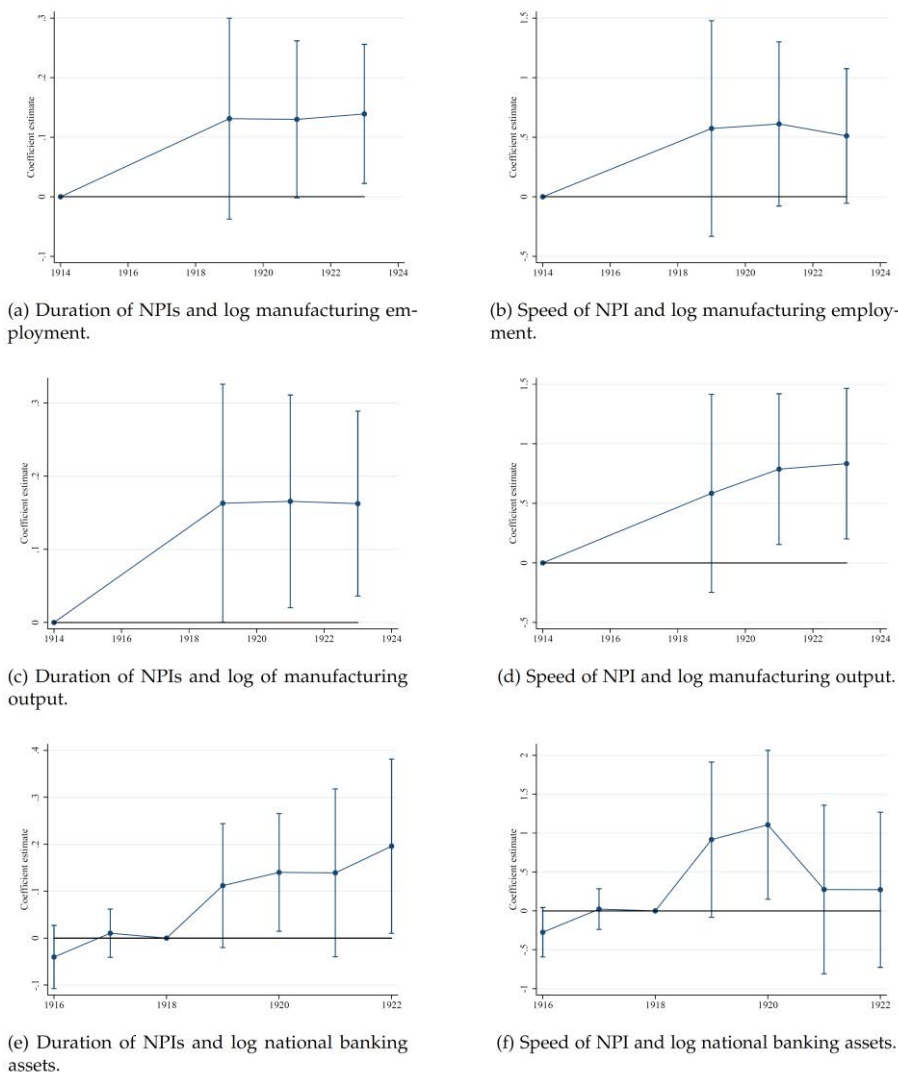 .3
.2
.1
0
-.1
Coefficient estimate
1914 1916 1918 1920 1922 1924
(a) Duration of NPIs and log manufacturing em-
ployment.
1.5
1
.5
0
-.5
Coefficient estimate
1914 1916 1918 1920 1922 1924
(b) Speed of NPI and log manufacturing employ-
ment.
.3
.2
.1
0
Coefficient estimate
1914 1916 1918 1920 1922 1924
(c) Duration of NPIs and log of manufacturing
output.
1.5
1
.5
0
-.5
Coefficient estimate
1914 1916 1918 1920 1922 1924
(d) Speed of NPI and log manufacturing output.
.4
.3
.2
.1
0
-.1
Coefficient estimate
1916 1918 1920 1922
(e) Duration of NPIs and log national banking
assets.
2
1.5
1
.5
0
-.5
-1
Coefficient estimate
1916 1918 1920 1922
(f) Speed of NPI and log national banking assets.